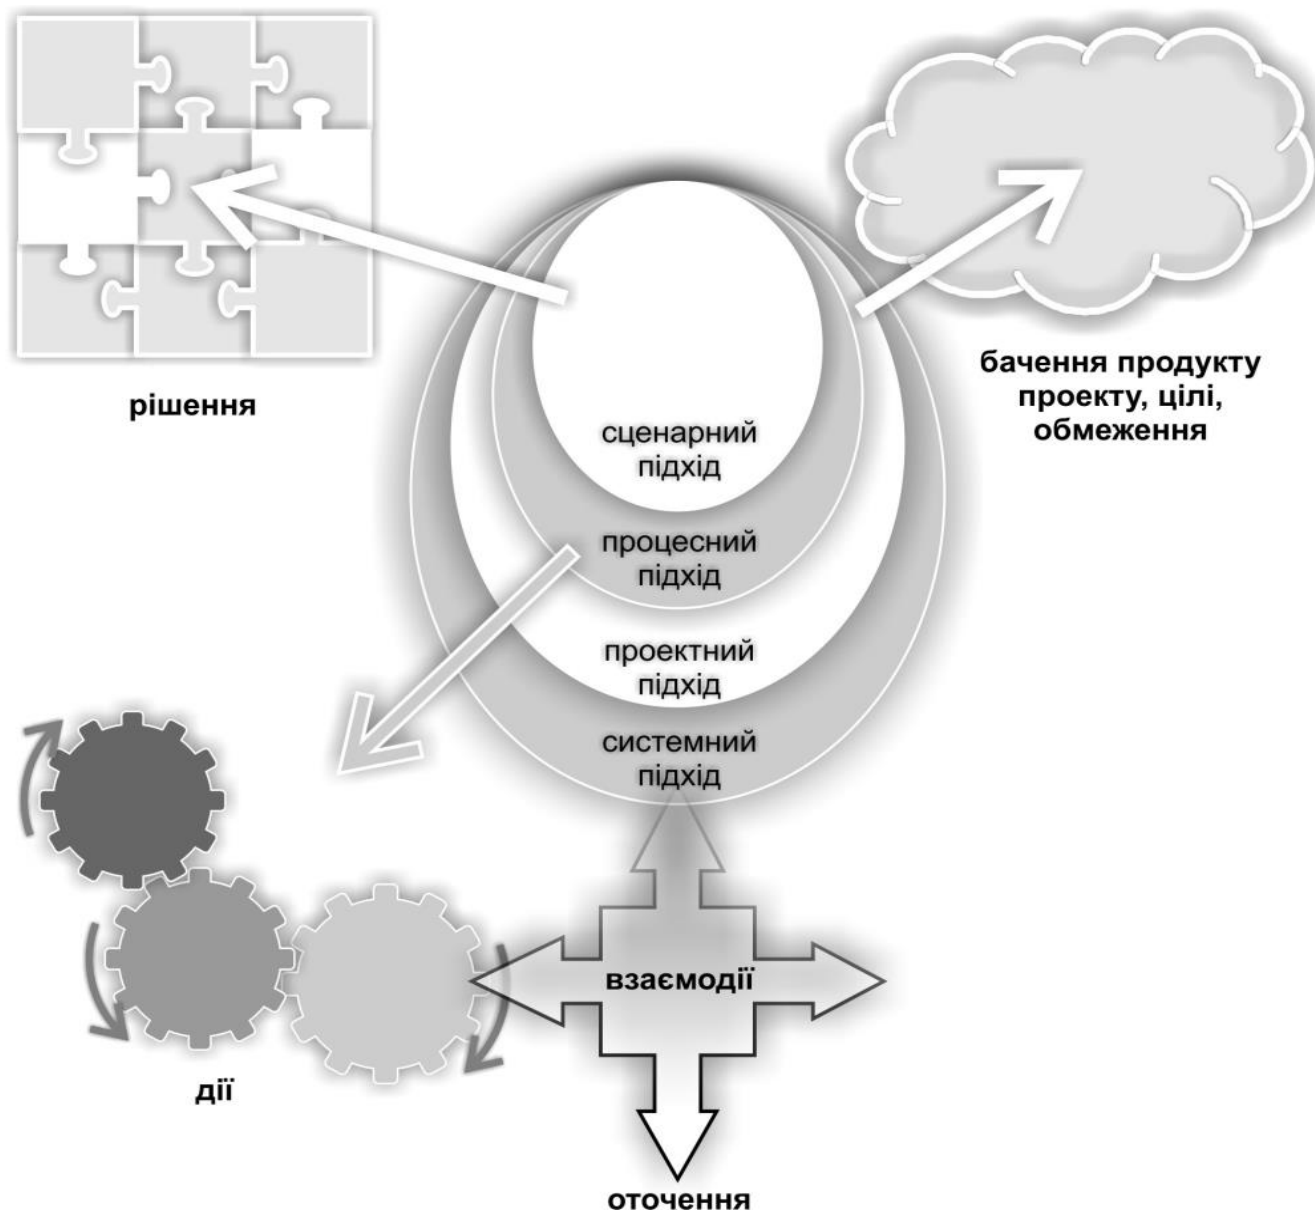 рішення
бачення продукту
проекту, цілі,
обмеження
сценарний
підхід
процесний
підхід
проектний
підхід
системний
підхід
взаємодії
дії
оточення